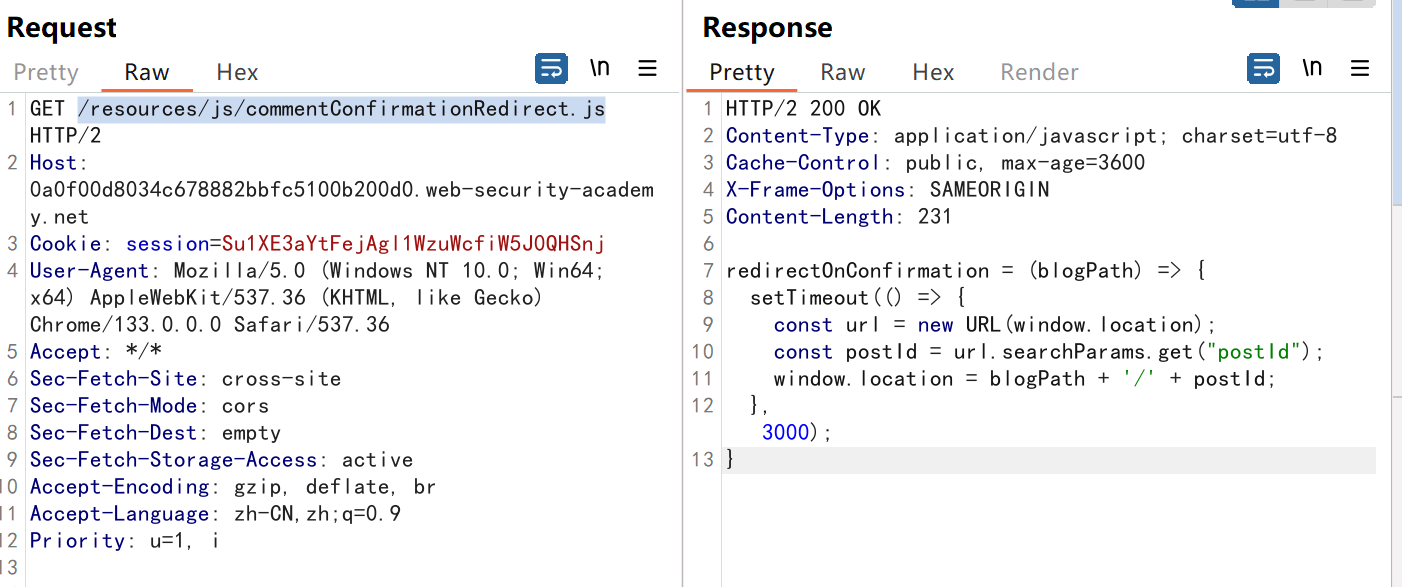 Request
Pretty Raw Hex
\n
1 GET /resources/js/commentConfirmationRedirect.js
HTTP/2
2 Host:
0a0f00d8034c678882bbfc5100b200d0.web-security-academ
y.net
3 Cookie: session=Su1XE3aYtFejAgl1WzuWcfiW5J0QHSnj
4 User-Agent: Mozilla/5.0 (Windows NT 10.0; Win64;
x64) AppleWebKit/537.36 (KHTML, like Gecko)
Chrome/133.0.0.0 Safari/537.36
5 Accept: */*
6 Sec-Fetch-Site: cross-site
7 Sec-Fetch-Mode: cors
8 Sec-Fetch-Dest: empty
9 Sec-Fetch-Storage-Access: active
10 Accept-Encoding: gzip, deflate, br
11 Accept-Language: zh-CN,zh;q=0.9
12 Priority: u=1, i
13
Response
Pretty Raw Hex Render
\n
1 HTTP/2 200 OK
2 Content-Type: application/javascript; charset=utf-8
3 Cache-Control: public, max-age=3600
4 X-Frame-Options: SAMEORIGIN
5 Content-Length: 231
6
7 redirectOnConfirmation = (blogPath) => {
8 setTimeout(() => {
9 const url = new URL(window.location);
10 const postId = url.searchParams.get("postId");
11 window.location = blogPath + '/' + postId;
12 },
3000);
13 }